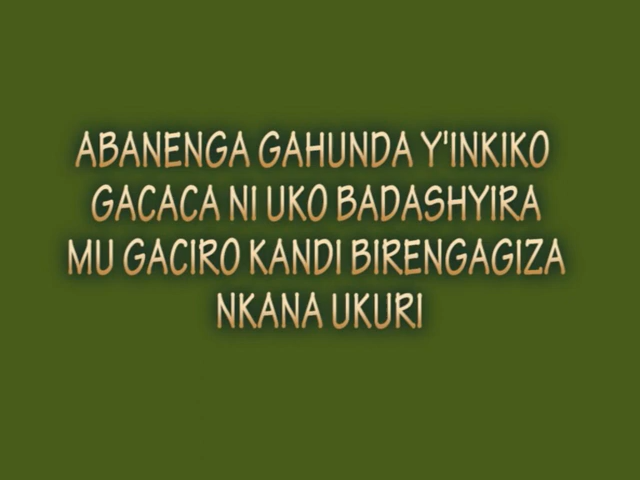 ABANENGA GAHUNDA Y'INKIKO
GACACA NI UKO BADASHYIRA
MU GACIRO KANDI BIRENGAGIZA
NKANA UKURI